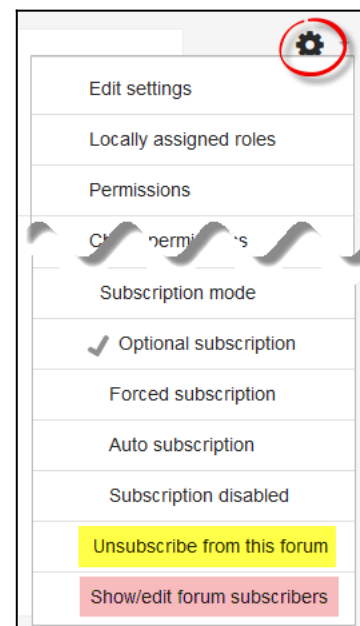 Edit settings
Locally assigned roles
Permissions
Subscription mode
Optional subscription
Forced subscription
Auto subscription
Subscription disabled
Unsubscribe from this forum
Show/edit forum subscribers